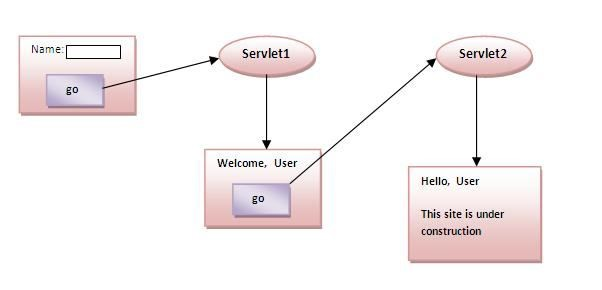 Name:
go
Servlet1
Welcome, User
go
Servlet2
Hello, User
This site is under
construction